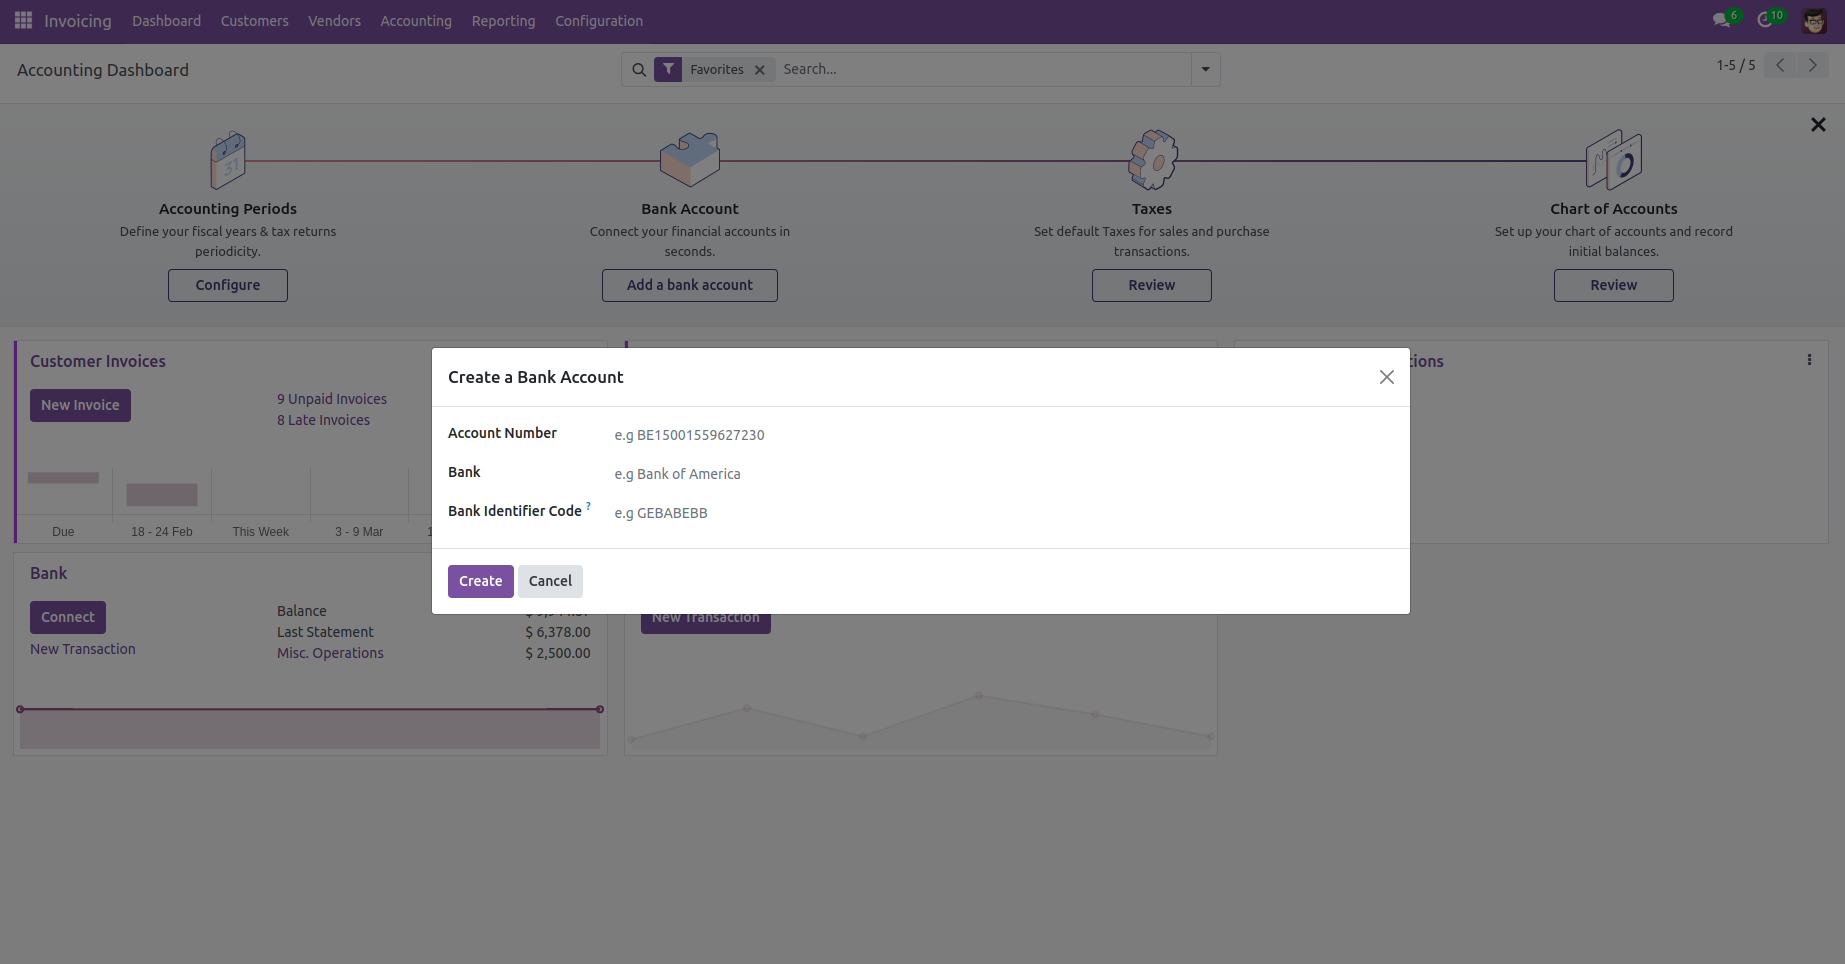 Invoicing Dashboard Customers Vendors Accounting Reporting Configuration 6 10
Accounting Dashboard Favorites Search... 1-5 / 5
31
Accounting Periods
Define your fiscal years & tax returns
periodicity.
Configure
Bank Account
Connect your financial accounts in
seconds.
Add a bank account
Taxes
Set default Taxes for sales and purchase
transactions.
Review
Chart of Accounts
Set up your chart of accounts and record
initial balances.
Review
Customer Invoices
New Invoice
9 Unpaid Invoices
8 Late Invoices
Due 18 - 24 Feb This Week 3 - 9 Mar
Create a Bank Account
Account Number e.g BE15001559627230
Bank e.g Bank of America
Bank Identifier Code ? e.g GEBABEBB
Create Cancel
Bank
Connect
New Transaction
Balance
Last Statement $ 6,378.00
Misc. Operations $ 2,500.00
New Transaction